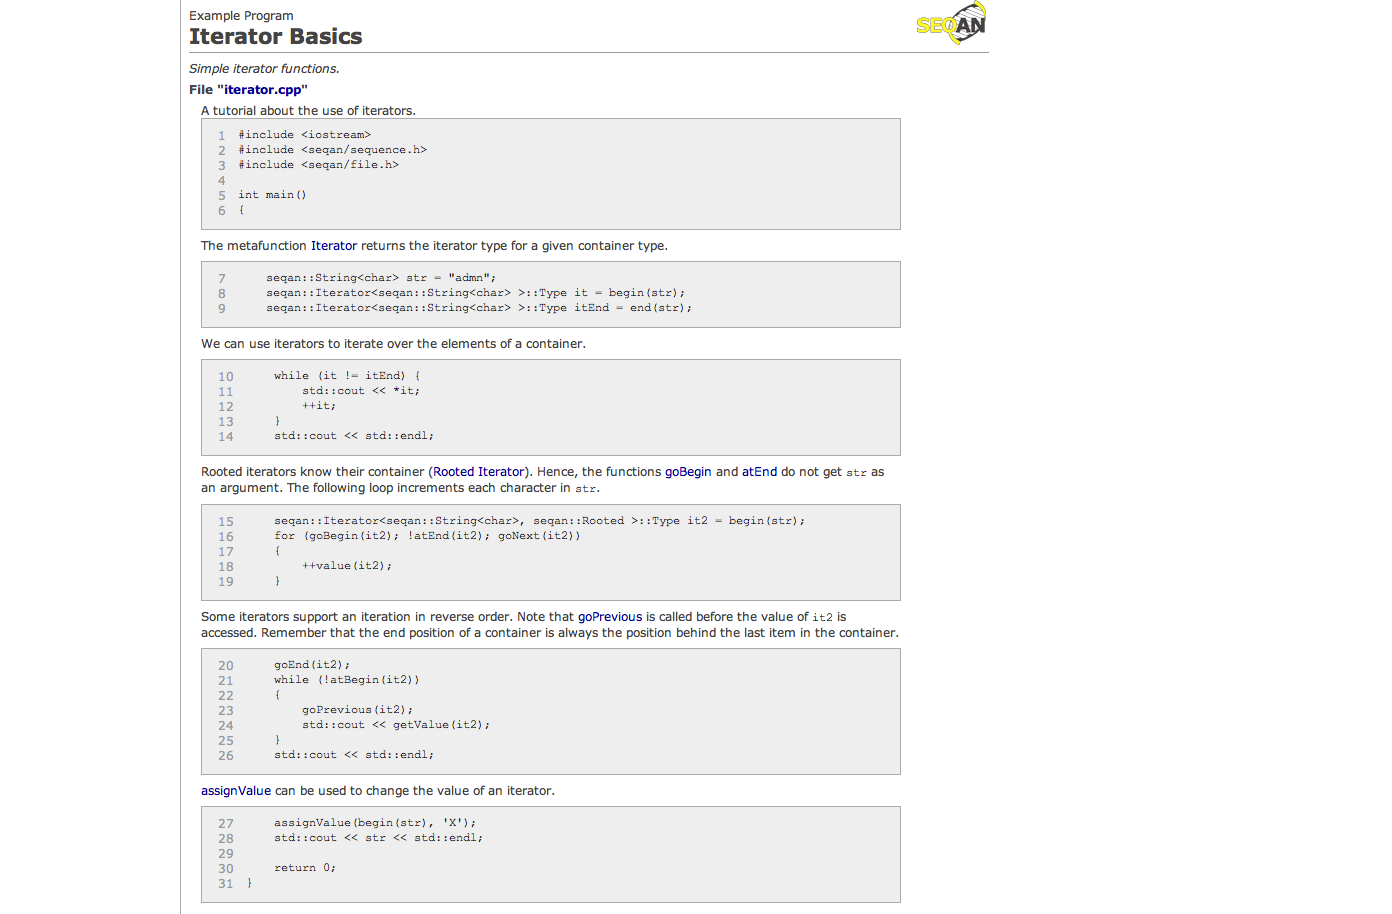 Example Program
Iterator Basics
SEQAN
Simple iterator functions.
File "iterator.cpp"
A tutorial about the use of iterators.
1 #include <iostream>
2 #include <seqan/sequence.h>
3 #include <seqan/file.h>
4
5 int main()
6 {
The metafunction Iterator returns the iterator type for a given container type.
7 seqan::String<char> str = "admn";
8 seqan::Iterator<seqan::String<char> >::Type it = begin(str);
9 seqan::Iterator<seqan::String<char> >::Type itEnd = end(str);
We can use iterators to iterate over the elements of a container.
10 while (it != itEnd) {
11 std::cout << *it;
12 ++it;
13 }
14 std::cout << std::endl;
Rooted iterators know their container (Rooted Iterator). Hence, the functions goBegin and atEnd do not get str as
an argument. The following loop increments each character in str.
15 seqan::Iterator<seqan::String<char>, seqan::Rooted >::Type it2 = begin(str);
16 for (goBegin(it2); !atEnd(it2); goNext(it2))
17 {
18 ++value(it2);
19 }
Some iterators support an iteration in reverse order. Note that goPrevious is called before the value of it2 is
accessed. Remember that the end position of a container is always the position behind the last item in the container.
20 goEnd(it2);
21 while (!atBegin(it2))
22 {
23 goPrevious(it2);
24 std::cout << getValue(it2);
25 }
26 std::cout << std::endl;
assignValue can be used to change the value of an iterator.
27 assignValue(begin(str), 'X');
28 std::cout << str << std::endl;
29
30 return 0;
31 }